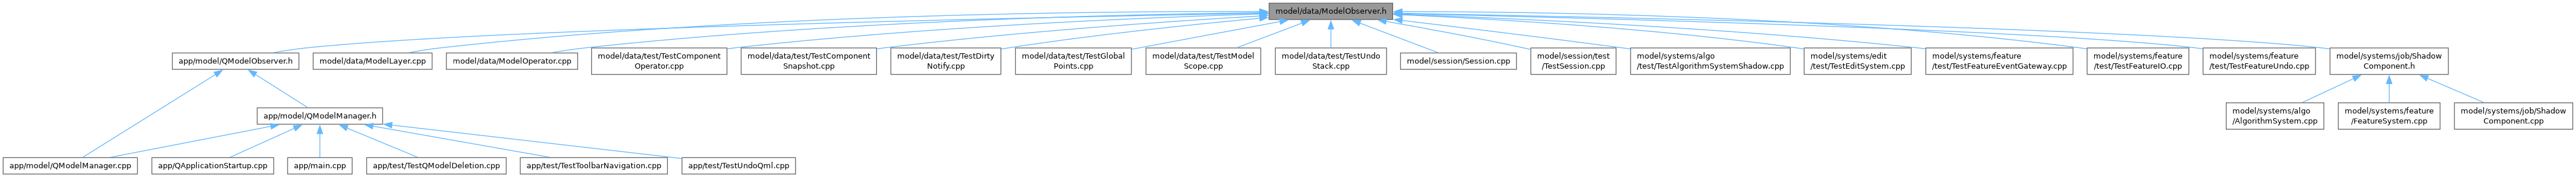 model/data/ModelObserver.h
app/model/QModelObserver.h
model/data/ModelLayer.cpp
model/data/ModelOperator.cpp
model/data/test/TestComponent
Operator.cpp
model/data/test/TestComponent
Snapshot.cpp
model/data/test/TestDirty
Notify.cpp
model/data/test/TestGlobal
Points.cpp
model/data/test/TestModel
Scope.cpp
model/data/test/TestUndo
Stack.cpp
model/session/Session.cpp
model/session/test
/TestSession.cpp
model/systems/algo
/test/TestAlgorithmSystemShadow.cpp
model/systems/edit
/test/TestEditSystem.cpp
model/systems/feature
/test/TestFeatureEventGateway.cpp
model/systems/feature
/test/TestFeatureIO.cpp
model/systems/feature
/test/TestFeatureUndo.cpp
model/systems/job/Shadow
Component.h
app/model/QModelManager.h
model/systems/algo
/AlgorithmSystem.cpp
model/systems/feature
/FeatureSystem.cpp
model/systems/job/Shadow
Component.cpp
app/model/QModelManager.cpp
app/QApplicationStartup.cpp
app/main.cpp
app/test/TestQModelDeletion.cpp
app/test/TestToolbarNavigation.cpp
app/test/TestUndoQml.cpp